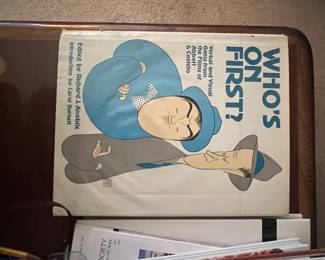 WHO'S
ON
FIRST?
Verbal and Visual
Gems from
the Films of
Abbott
& Costello
Edited by Richard J. Anobile
Introduction by Carol Burnett